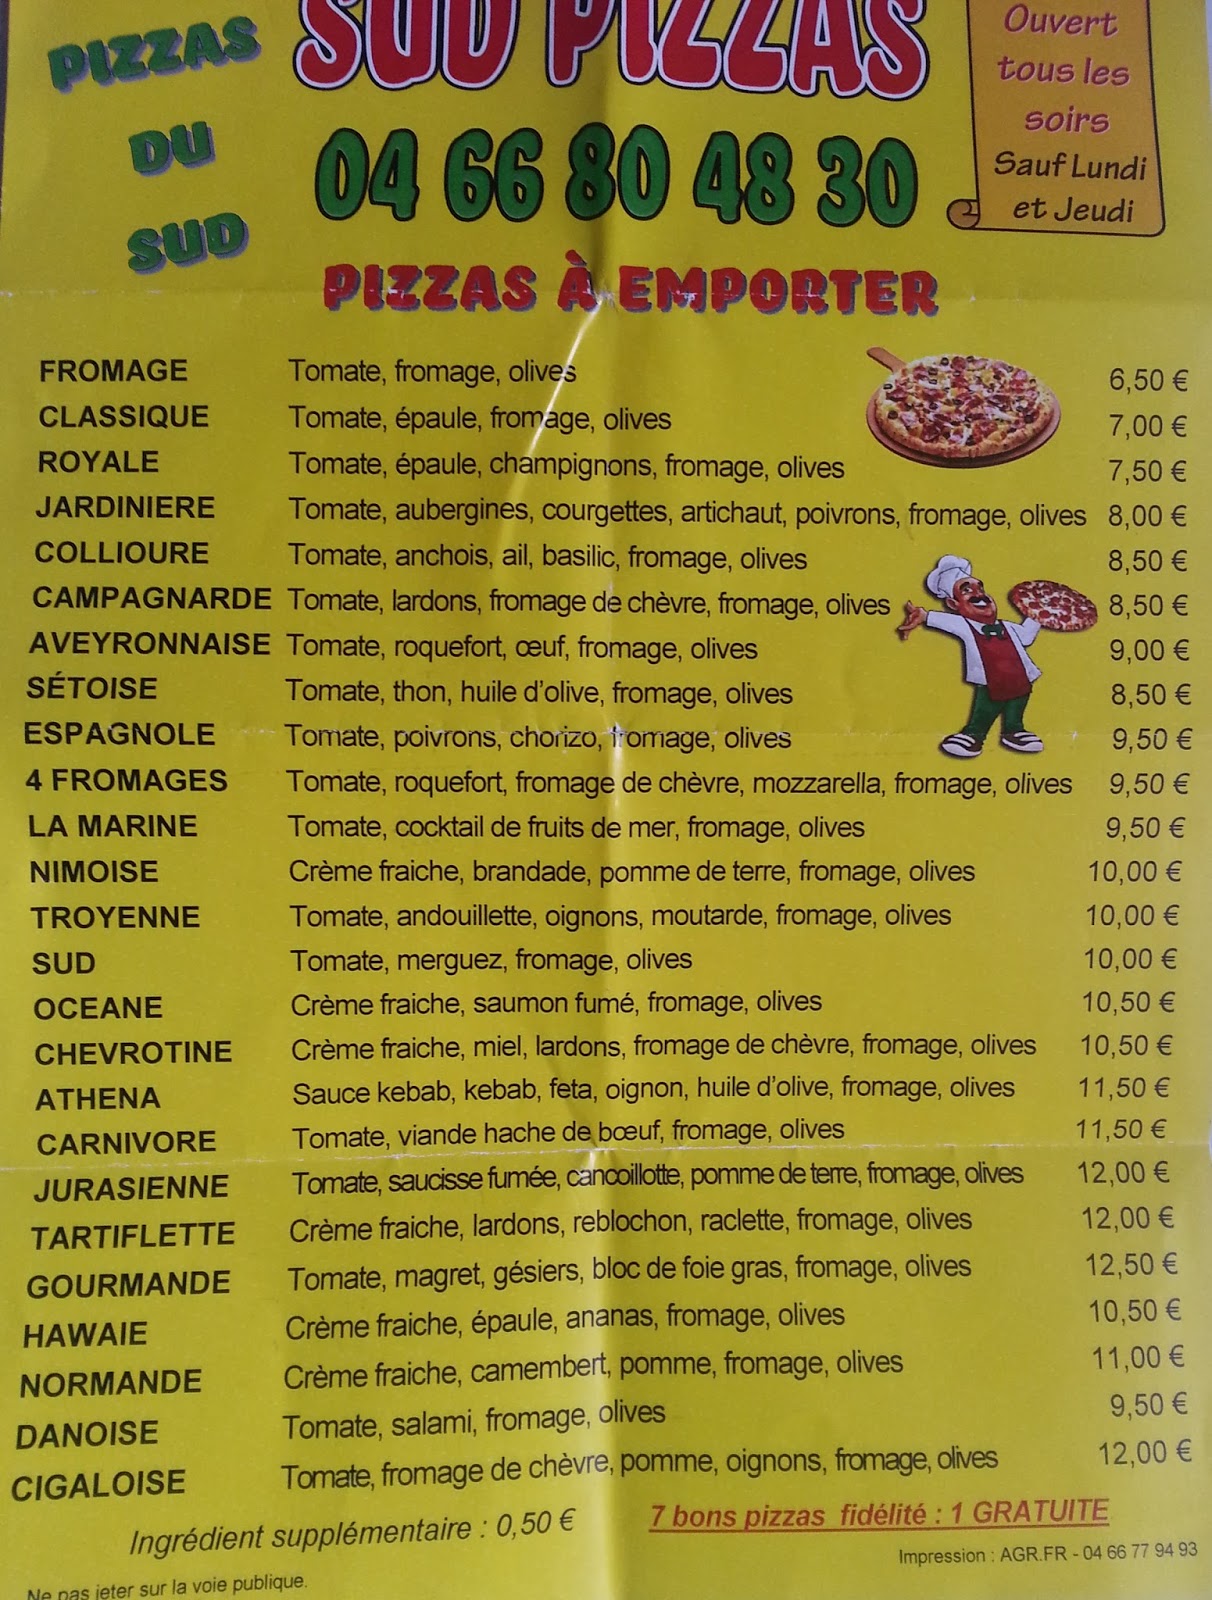 SUD PIZZAS
PIZZAS
DU
SUD
04 66 80 48 30
Ouvert
tous les
soirs
Sauf Lundi
et Jeudi
PIZZAS À EMPORTER
FROMAGE Tomate, fromage, olives 6,50 €
CLASSIQUE Tomate, épaule, fromage, olives 7,00 €
ROYALE Tomate, épaule, champignons, fromage, olives 7,50 €
JARDINIERE Tomate, aubergines, courgettes, artichaut, poivrons, fromage, olives 8,00 €
COLLIOURE Tomate, anchois, ail, basilic, fromage, olives 8,50 €
CAMPAGNARDE Tomate, lardons, fromage de chèvre, fromage, olives 8,50 €
AVEYRONNAISE Tomate, roquefort, œuf, fromage, olives 9,00 €
SÉTOISE Tomate, thon, huile d'olive, fromage, olives 8,50 €
ESPAGNOLE Tomate, poivrons, chorizo, fromage, olives 9,50 €
4 FROMAGES Tomate, roquefort, fromage de chèvre, mozzarella, fromage, olives 9,50 €
LA MARINE Tomate, cocktail de fruits de mer, fromage, olives 9,50 €
NIMOISE Crème fraiche, brandade, pomme de terre, fromage, olives 10,00 €
TROYENNE Tomate, andouillette, oignons, moutarde, fromage, olives 10,00 €
SUD Tomate, merguez, fromage, olives 10,00 €
OCEANE Crème fraiche, saumon fumé, fromage, olives 10,50 €
CHEVROTINE Crème fraiche, miel, lardons, fromage de chèvre, fromage, olives 10,50 €
ATHENA Sauce kebab, kebab, feta, oignon, huile d'olive, fromage, olives 11,50 €
CARNIVORE Tomate, viande hache de bœuf, fromage, olives 11,50 €
JURASIENNE Tomate, saucisse fumée, cancoillotte, pomme de terre, fromage, olives 12,00 €
TARTIFLETTE Crème fraiche, lardons, reblochon, raclette, fromage, olives 12,00 €
GOURMANDE Tomate, magret, gésiers, bloc de foie gras, fromage, olives 12,50 €
HAWAIE Crème fraiche, épaule, ananas, fromage, olives 10,50 €
NORMANDE Crème fraiche, camembert, pomme, fromage, olives 11,00 €
DANOISE Tomate, salami, fromage, olives 9,50 €
CIGALOISE Tomate, fromage de chèvre, pomme, oignons, fromage, olives 12,00 €
Ingrédient supplémentaire : 0,50 €
7 bons pizzas fidélité : 1 GRATUITE
Impression : AGR.FR - 04 66 77 94 93
Ne pas jeter sur la voie publique.